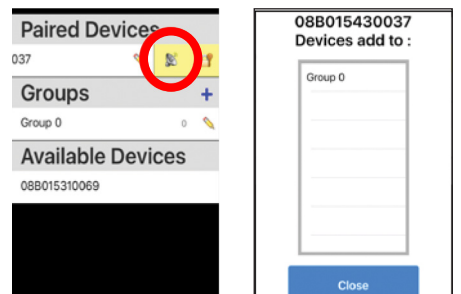 Paired Devices
037
Groups +
Group 0 0
Available Devices
08B015310069
08B015430037
Devices add to :
Group 0
Close